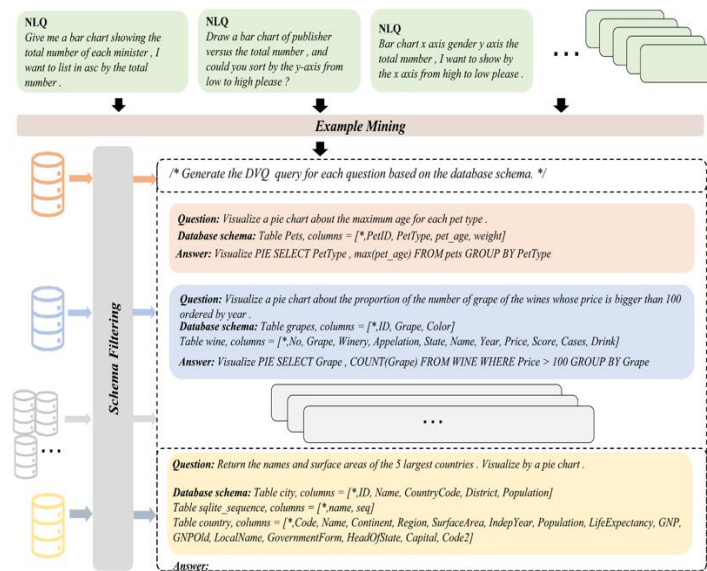 NLQ
Give me a bar chart showing the
total number of each minister , I
want to list in asc by the total
number .
NLQ
Draw a bar chart of publisher
versus the total number , and
could you sort by the y-axis from
low to high please ?
NLQ
Bar chart x axis gender y axis the
total number , I want to show by
the x axis from high to low please .
...
Example Mining
Schema Filtering
/* Generate the DVQ query for each question based on the database schema. */
Question: Visualize a pie chart about the maximum age for each pet type .
Database schema: Table Pets, columns = [*,PetID, PetType, pet_age, weight]
Answer: Visualize PIE SELECT PetType , max(pet_age) FROM pets GROUP BY PetType
Question: Visualize a pie chart about the proportion of the number of grape of the wines whose price is bigger than 100
ordered by year .
Database schema: Table grapes, columns = [*,ID, Grape, Color]
Table wine, columns = [*,No, Grape, Winery, Appelation, State, Name, Year, Price, Score, Cases, Drink]
Answer: Visualize PIE SELECT Grape , COUNT(Grape) FROM WINE WHERE Price > 100 GROUP BY Grape
...
...
Question: Return the names and surface areas of the 5 largest countries . Visualize by a pie chart .
Database schema: Table city, columns = [*,ID, Name, CountryCode, District, Population]
Table sqlite_sequence, columns = [*,name, seq]
Table country, columns = [*,Code, Name, Continent, Region, SurfaceArea, IndepYear, Population, LifeExpectancy, GNP,
GNPOld, LocalName, GovernmentForm, HeadOfState, Capital, Code2]
Answer: